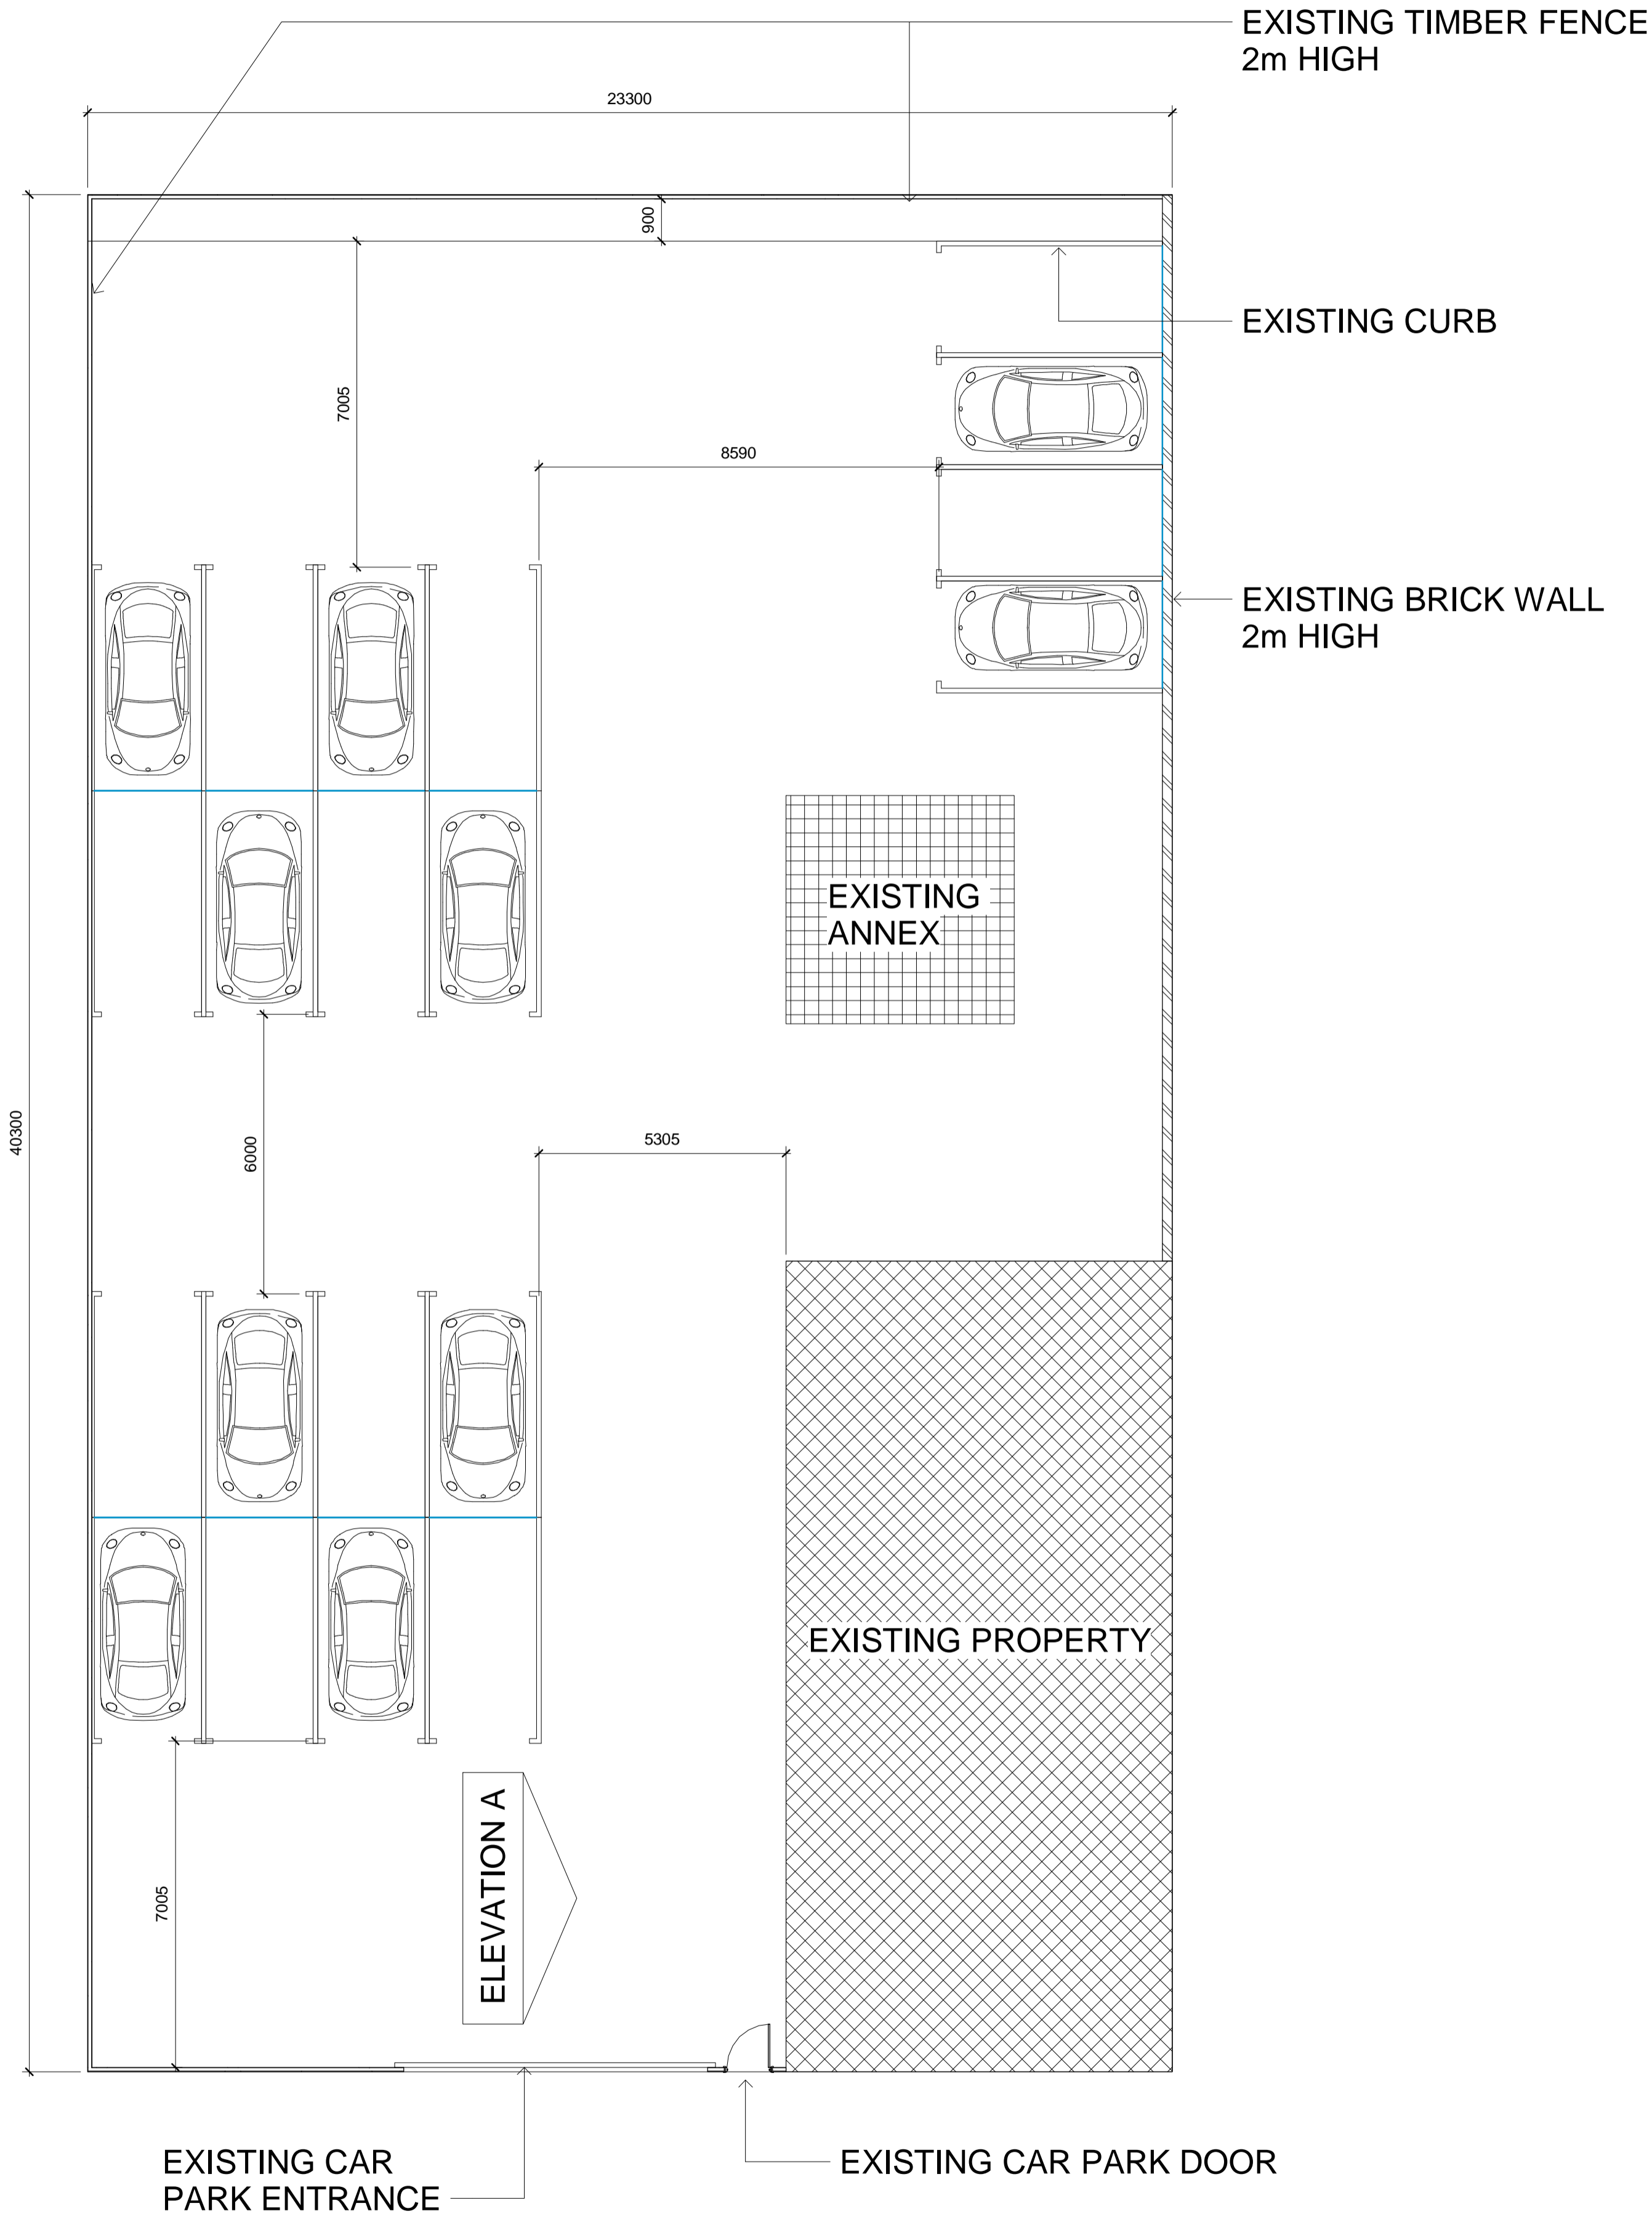 EXISTING TIMBER FENCE
2m HIGH
23300
900
EXISTING CURB
7005
8590
EXISTING BRICK WALL
2m HIGH
EXISTING
ANNEX
40300
6000
5305
EXISTING PROPERTY
ELEVATION A
7005
EXISTING CAR
PARK ENTRANCE
EXISTING CAR PARK DOOR